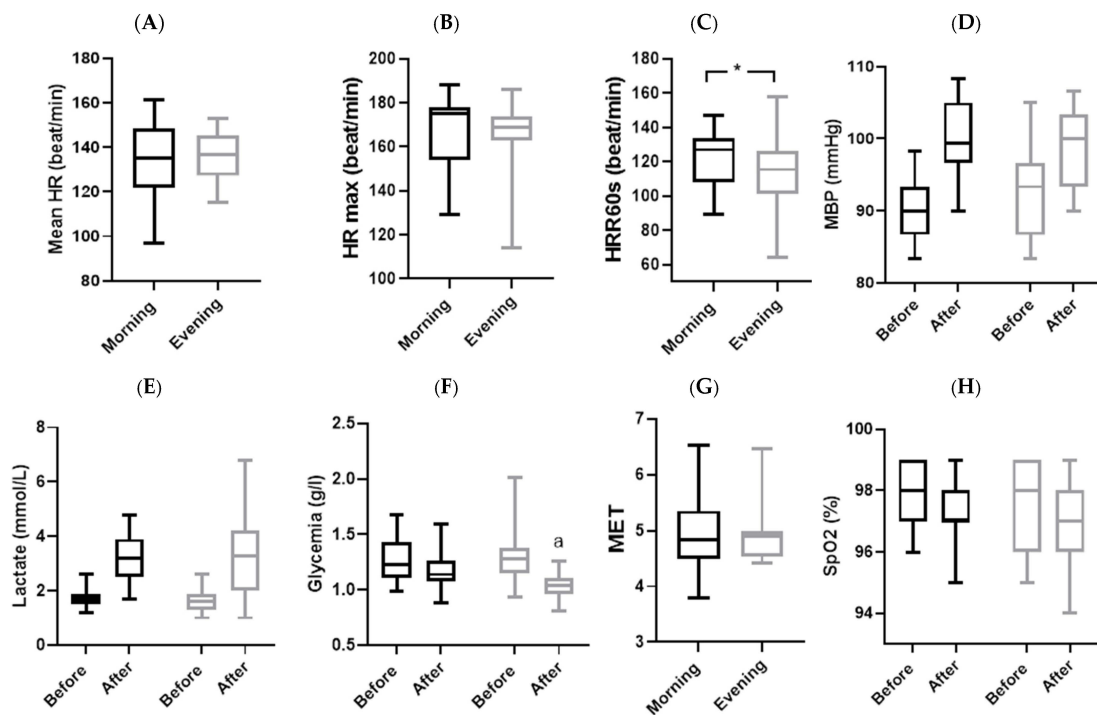 (A)
Mean HR (beat/min)
180
160
140
120
100
80
Morning
Evening
(B)
HR max (beat/min)
200
180
160
140
120
100
Morning
Evening
(C)
HRR60s (beat/min)
180
160
140
120
100
80
60
*
Morning
Evening
(D)
MBP (mmHg)
110
100
90
80
Before
After
Before
After
(E)
Lactate (mmol/L)
8
6
4
2
0
Before
After
Before
After
(F)
Glycemia (g/l)
2.5
2.0
1.5
1.0
0.5
a
Before
After
Before
After
(G)
MET
7
6
5
4
3
Morning
Evening
(H)
SpO2 (%)
100
98
96
94
Before
After
Before
After